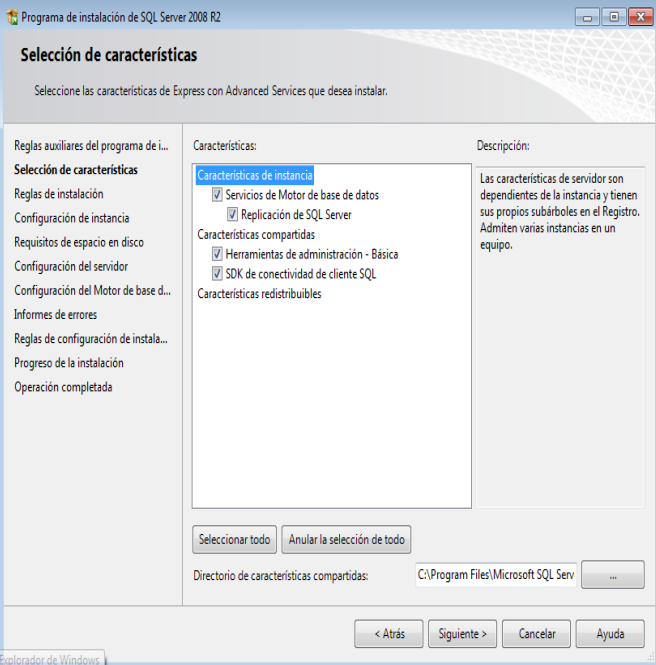 Programa de instalación de SQL Server 2008 R2
Selección de características
Seleccione las características de Express con Advanced Services que desea instalar.
Reglas auxiliares del programa de i...
Selección de características
Reglas de instalación
Configuración de instancia
Requisitos de espacio en disco
Configuración del servidor
Configuración del Motor de base d...
Informes de errores
Reglas de configuración de instala...
Progreso de la instalación
Operación completada
Características:
Características de instancia
Servicios de Motor de base de datos
Replicación de SQL Server
Características compartidas
Herramientas de administración - Básica
SDK de conectividad de cliente SQL
Características redistribuibles
Descripción:
Las características de servidor son
dependientes de la instancia y tienen
sus propios subárboles en el Registro.
Admiten varias instancias en un
equipo.
Seleccionar todo
Anular la selección de todo
Directorio de características compartidas:
C:\Program Files\Microsoft SQL Serv
...
< Atrás
Siguiente >
Cancelar
Ayuda
Explorador de Windows